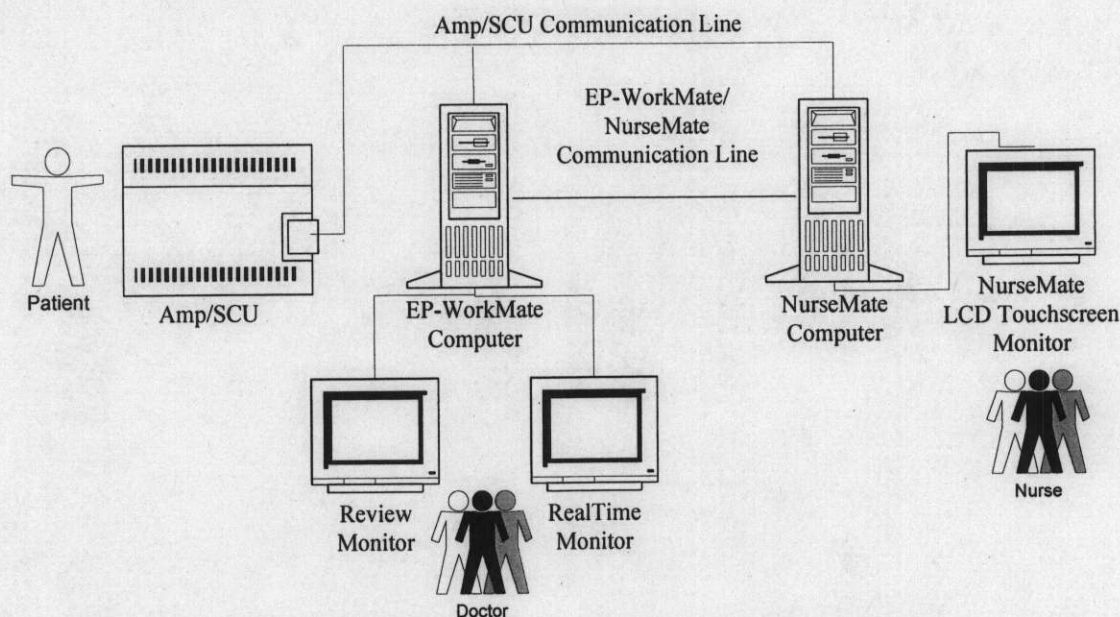 Amp/SCU Communication Line
EP-WorkMate/
NurseMate
Communication Line
Patient
Amp/SCU
EP-WorkMate
Computer
NurseMate
Computer
NurseMate
LCD Touchscreen
Monitor
Review
Monitor
RealTime
Monitor
Doctor
Nurse